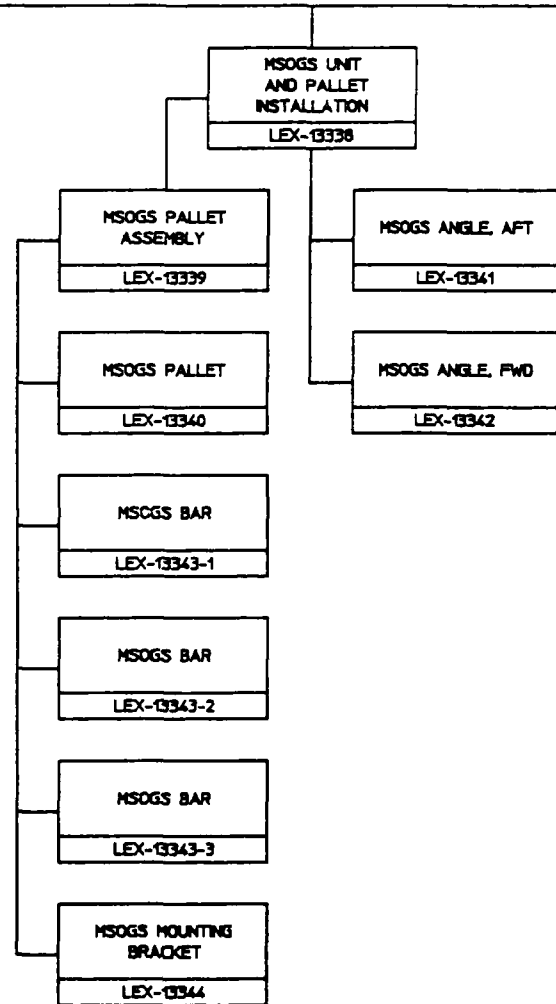 MSOGS UNIT
AND PALLET
INSTALLATION
LEX-13338
MSOGS PALLET
ASSEMBLY
LEX-13339
MSOGS ANGLE, AFT
LEX-13341
MSOGS PALLET
LEX-13340
MSOGS ANGLE, FWD
LEX-13342
MSCGS BAR
LEX-13343-1
MSOGS BAR
LEX-13343-2
MSOGS BAR
LEX-13343-3
MSOGS MOUNTING
BRACKET
LEX-13344